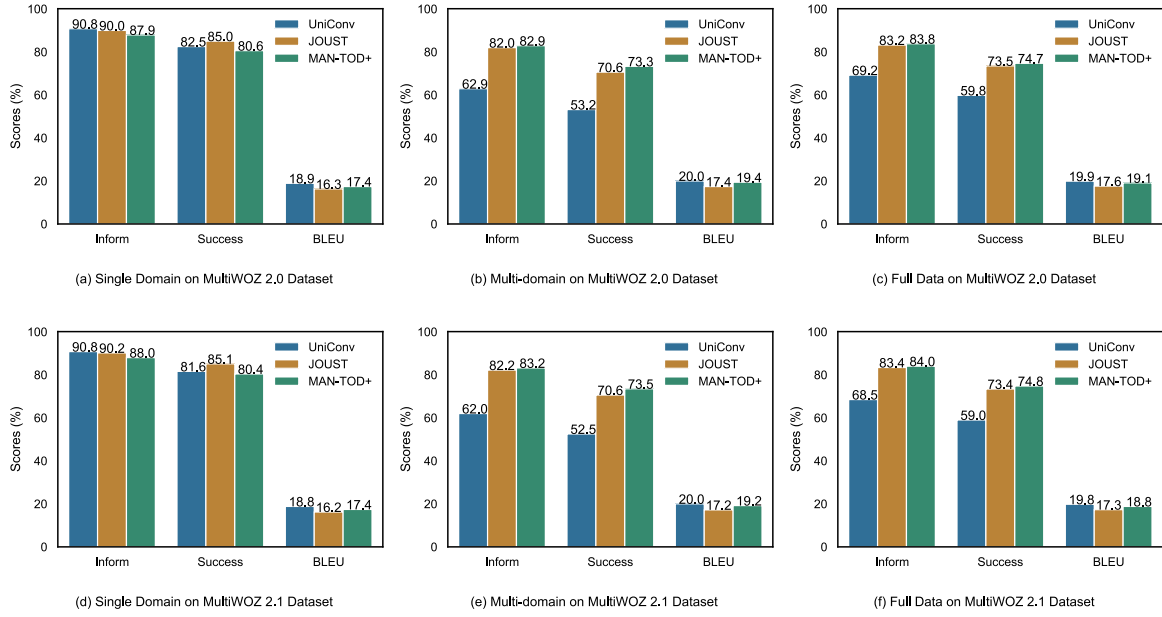 90.8 90.0 87.9 82.5 85.0 80.6 18.9 16.3 17.4
UniConv
JOUST
MAN-TOD+
100
80
60
40
20
0
Scores (%)
Inform Success BLEU
(a) Single Domain on MultiWOZ 2.0 Dataset
62.9 82.0 82.9 53.2 70.6 73.3 20.0 17.4 19.4
UniConv
JOUST
MAN-TOD+
100
80
60
40
20
0
Scores (%)
Inform Success BLEU
(b) Multi-domain on MultiWOZ 2.0 Dataset
69.2 83.2 83.8 59.8 73.5 74.7 19.9 17.6 19.1
UniConv
JOUST
MAN-TOD+
100
80
60
40
20
0
Scores (%)
Inform Success BLEU
(c) Full Data on MultiWOZ 2.0 Dataset
90.8 90.2 88.0 81.6 85.1 80.4 18.8 16.2 17.4
UniConv
JOUST
MAN-TOD+
100
80
60
40
20
0
Scores (%)
Inform Success BLEU
(d) Single Domain on MultiWOZ 2.1 Dataset
62.0 82.2 83.2 52.5 70.6 73.5 20.0 17.2 19.2
UniConv
JOUST
MAN-TOD+
100
80
60
40
20
0
Scores (%)
Inform Success BLEU
(e) Multi-domain on MultiWOZ 2.1 Dataset
68.5 83.4 84.0 59.0 73.4 74.8 19.8 17.3 18.8
UniConv
JOUST
MAN-TOD+
100
80
60
40
20
0
Scores (%)
Inform Success BLEU
(f) Full Data on MultiWOZ 2.1 Dataset